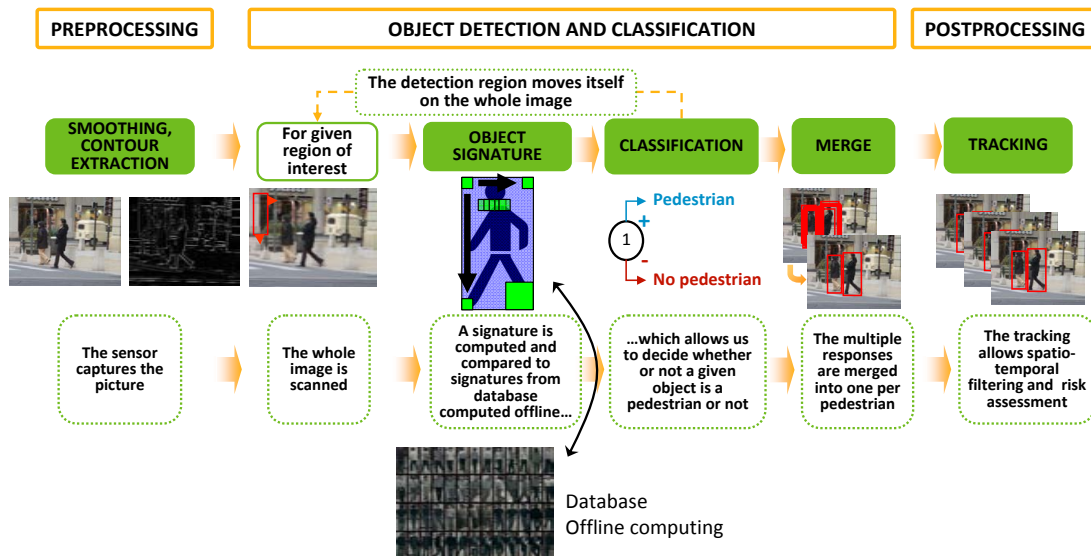 PREPROCESSING
OBJECT DETECTION AND CLASSIFICATION
POSTPROCESSING
The detection region moves itself
on the whole image
SMOOTHING,
CONTOUR
EXTRACTION
For given
region of
interest
OBJECT
SIGNATURE
CLASSIFICATION
MERGE
TRACKING
Pedestrian
+
1
-
No pedestrian
The sensor
captures the
picture
The whole
image is scanned
A signature is
computed and
compared to
signatures from
database
computed offline...
...which allows us
to decide whether
or not a given
object is a
pedestrian or not
The multiple
responses
are merged
into one per
pedestrian
The tracking
allows spatio-
temporal
filtering and risk
assessment
Database
Offline computing